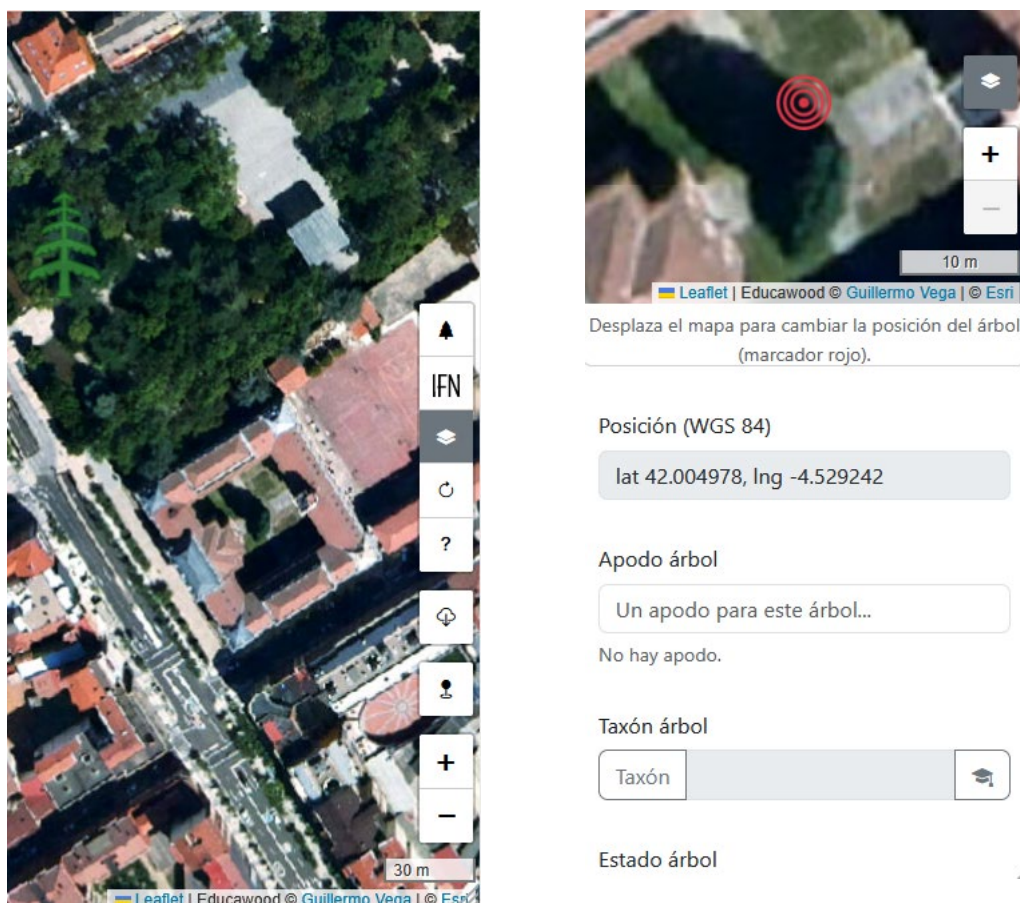 IFN
?
+
−
30 m
Leaflet | Educawood © Guillermo Vega | © Esri
+
−
10 m
Leaflet | Educawood © Guillermo Vega | © Esri
Desplaza el mapa para cambiar la posición del árbol
(marcador rojo).
Posición (WGS 84)
lat 42.004978, lng -4.529242
Apodo árbol
Un apodo para este árbol...
No hay apodo.
Taxón árbol
Taxón
Estado árbol